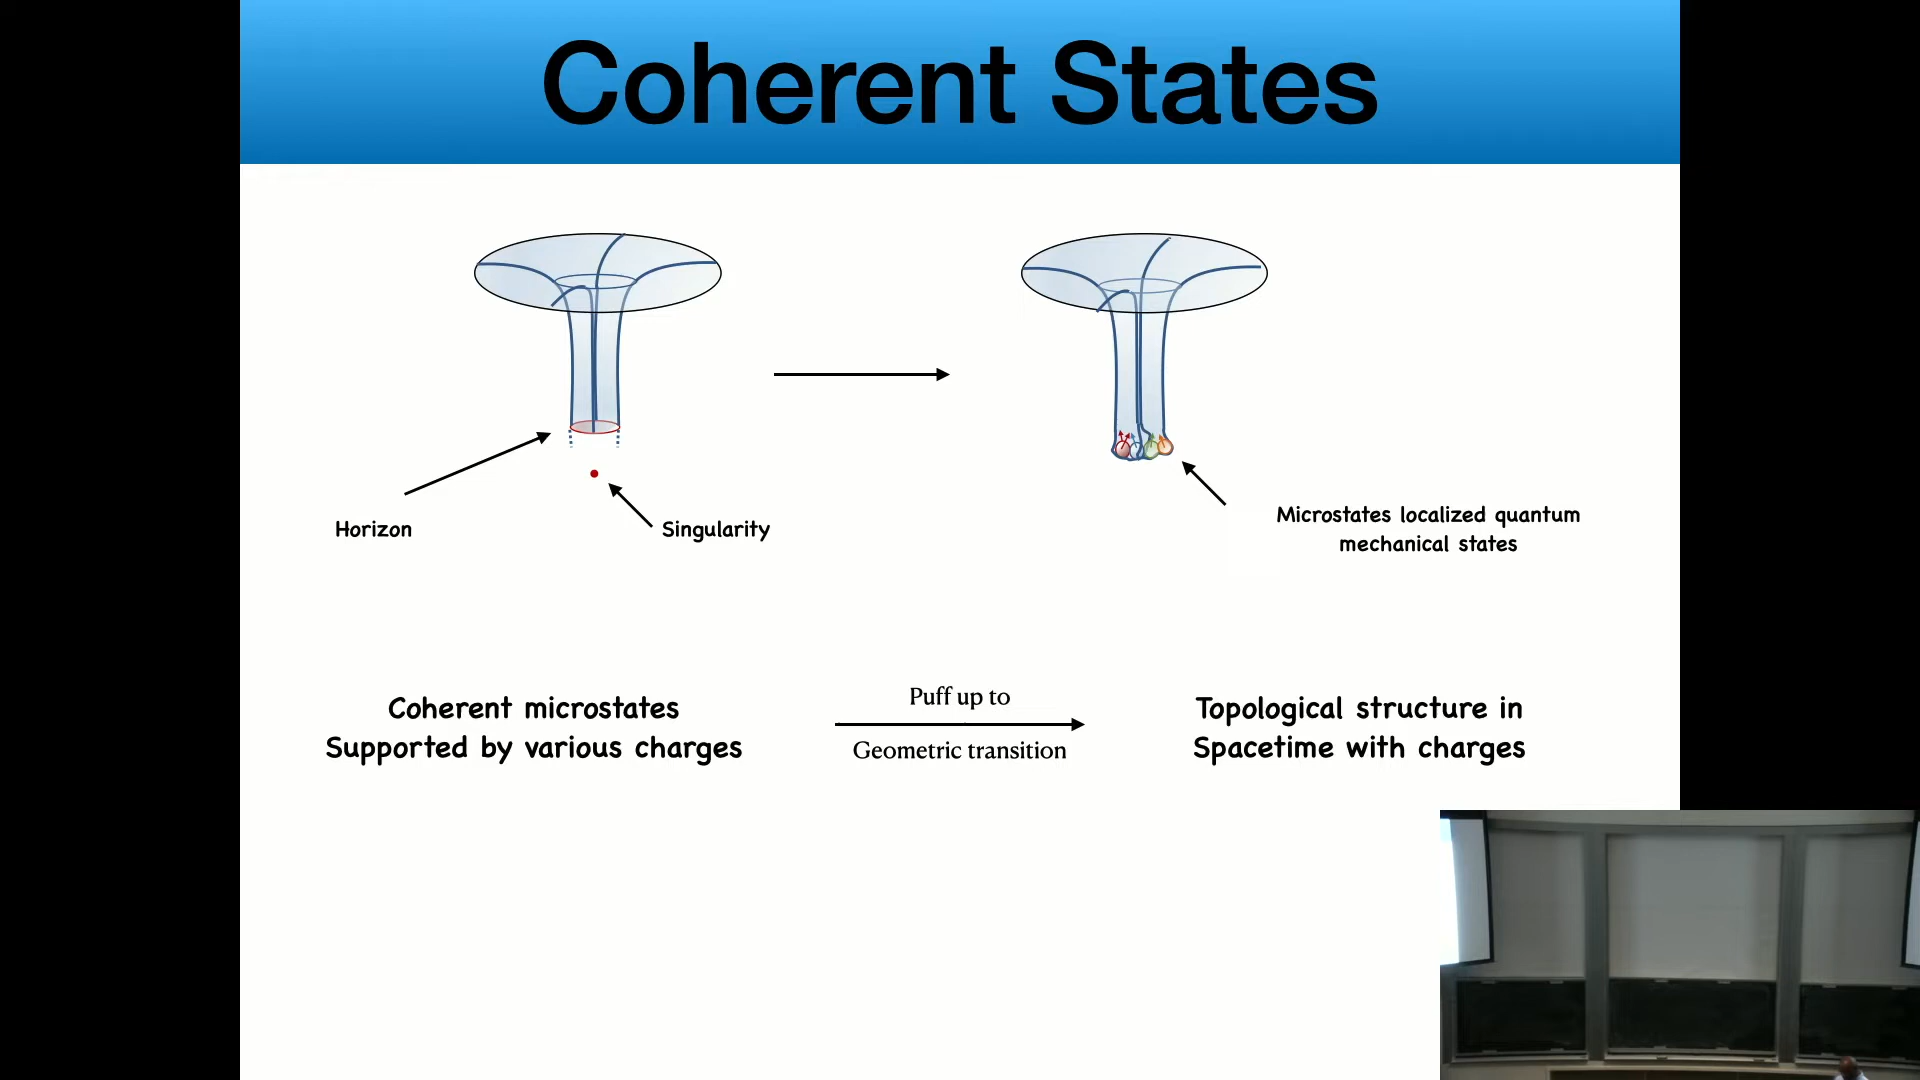 Coherent States
Horizon
Singularity
Microstates localized quantum
mechanical states
Coherent microstates
Supported by various charges
Puff up to
Geometric transition
Topological structure in
Spacetime with charges